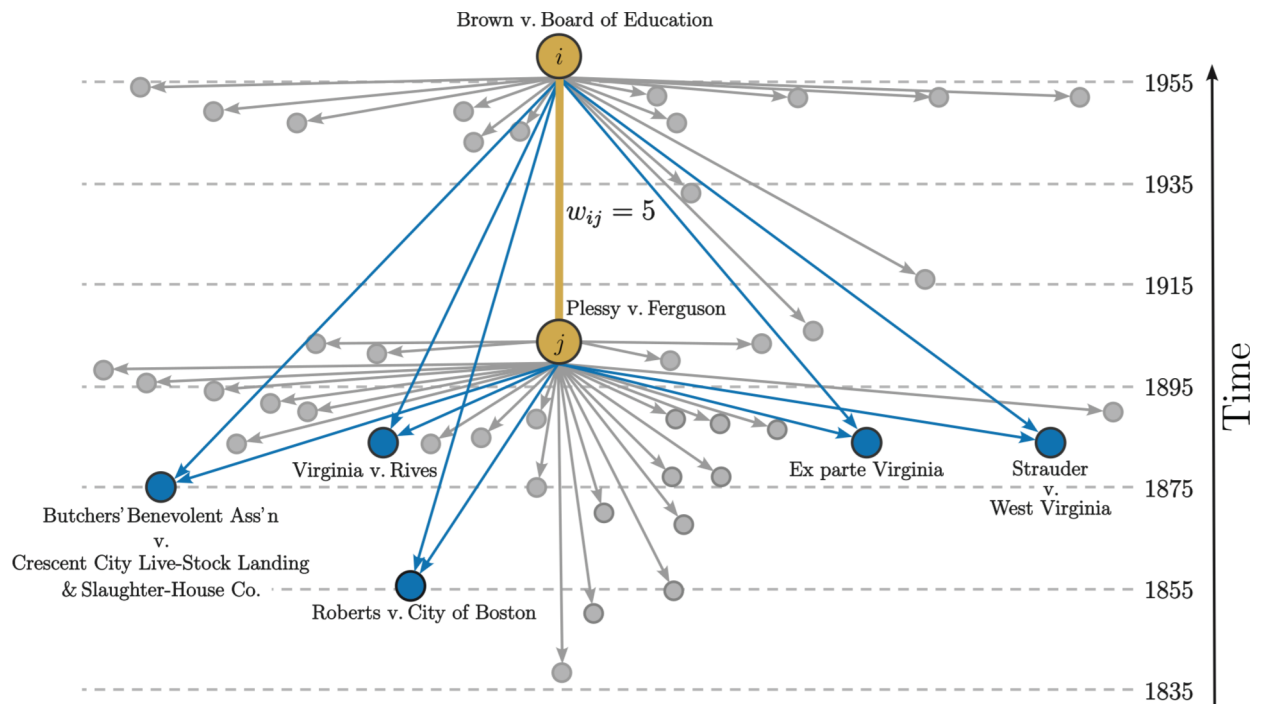 Brown v. Board of Education
i
1955
1935
w_{ij} = 5
1915
Plessy v. Ferguson
j
1895
Time
Virginia v. Rives
Ex parte Virginia
Strauder
v.
West Virginia
1875
Butchers' Benevolent Ass'n
v.
Crescent City Live-Stock Landing
& Slaughter-House Co.
1855
Roberts v. City of Boston
1835